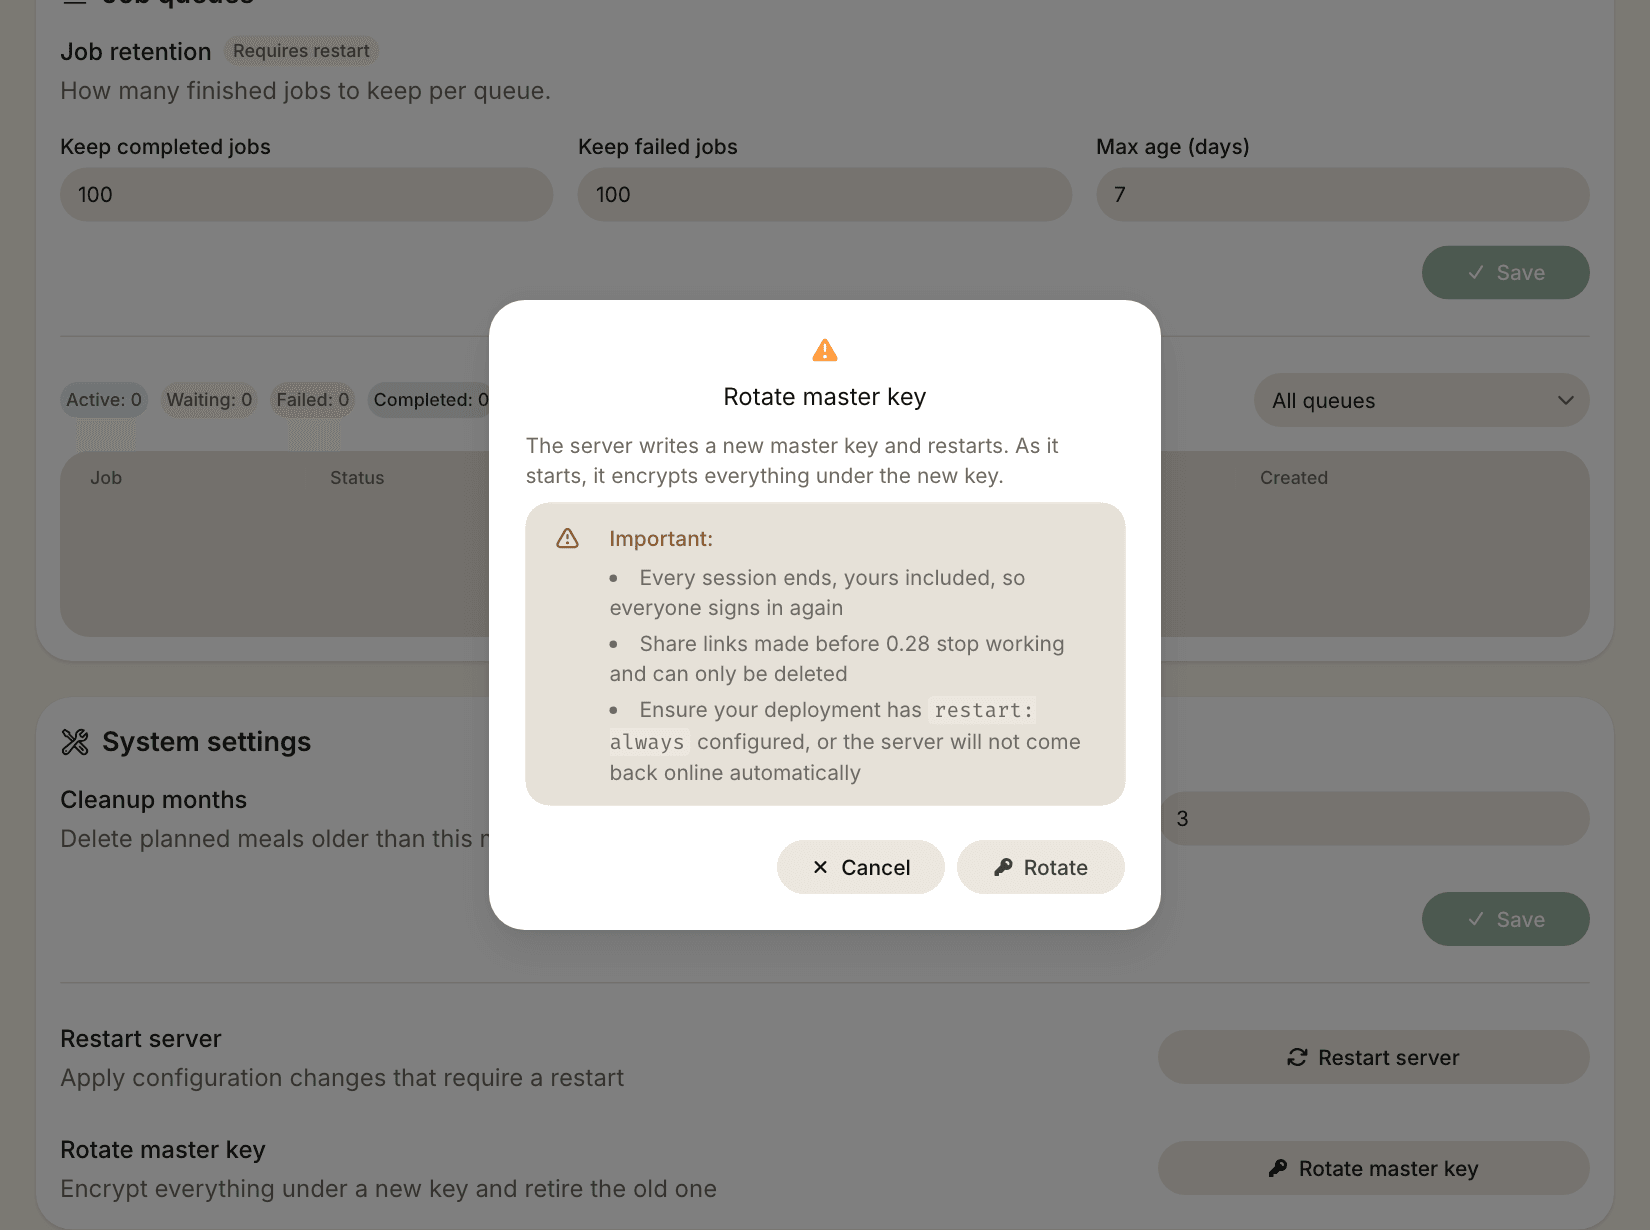 Job queues
Job retention Requires restart
How many finished jobs to keep per queue.
Keep completed jobs Keep failed jobs Max age (days)
100 100 7
Save
Active: 0 Waiting: 0 Failed: 0 Completed: 0 All queues
Job Status Created
Rotate master key
The server writes a new master key and restarts. As it
starts, it encrypts everything under the new key.
Important:
• Every session ends, yours included, so
everyone signs in again
• Share links made before 0.28 stop working
and can only be deleted
• Ensure your deployment has restart:
always configured, or the server will not come
back online automatically
Cancel Rotate
System settings
Cleanup months
Delete planned meals older than this 3
Save
Restart server
Apply configuration changes that require a restart
Restart server
Rotate master key
Encrypt everything under a new key and retire the old one
Rotate master key